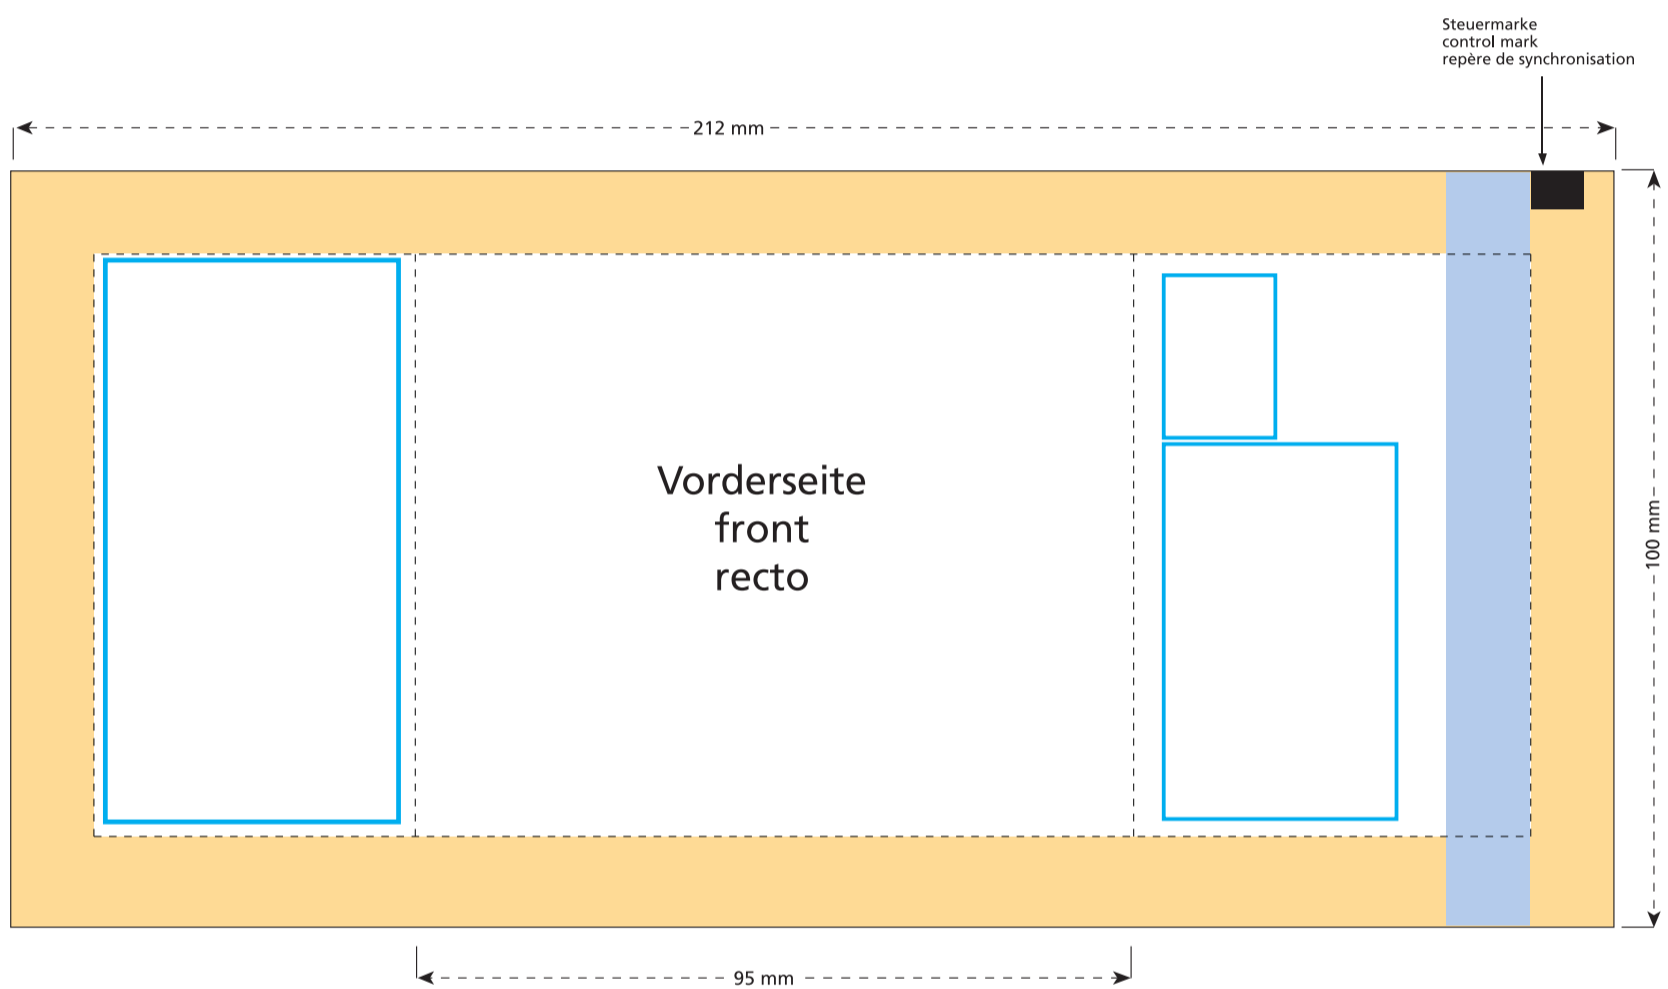 Steuermarke
control mark
repère de synchronisation
212 mm
Vorderseite
front
recto
100 mm
95 mm